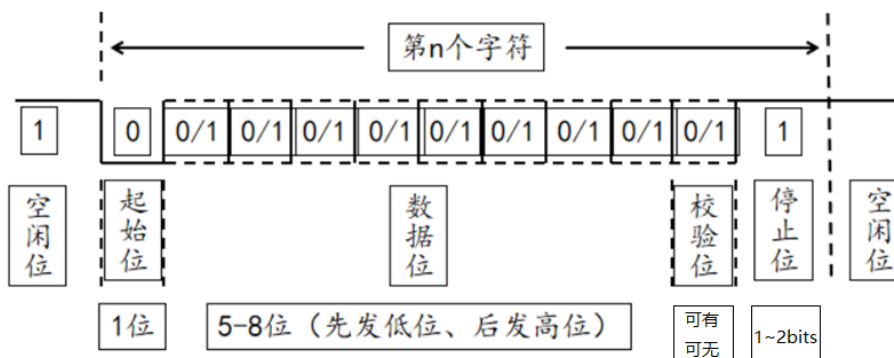 第n个字符
1 0 0/1 0/1 0/1 0/1 0/1 0/1 0/1 0/1 0/1 1
空闲位 起始位 数据位 校验位 停止位 空闲位
1位 5-8位（先发低位、后发高位） 可有可无 1~2bits